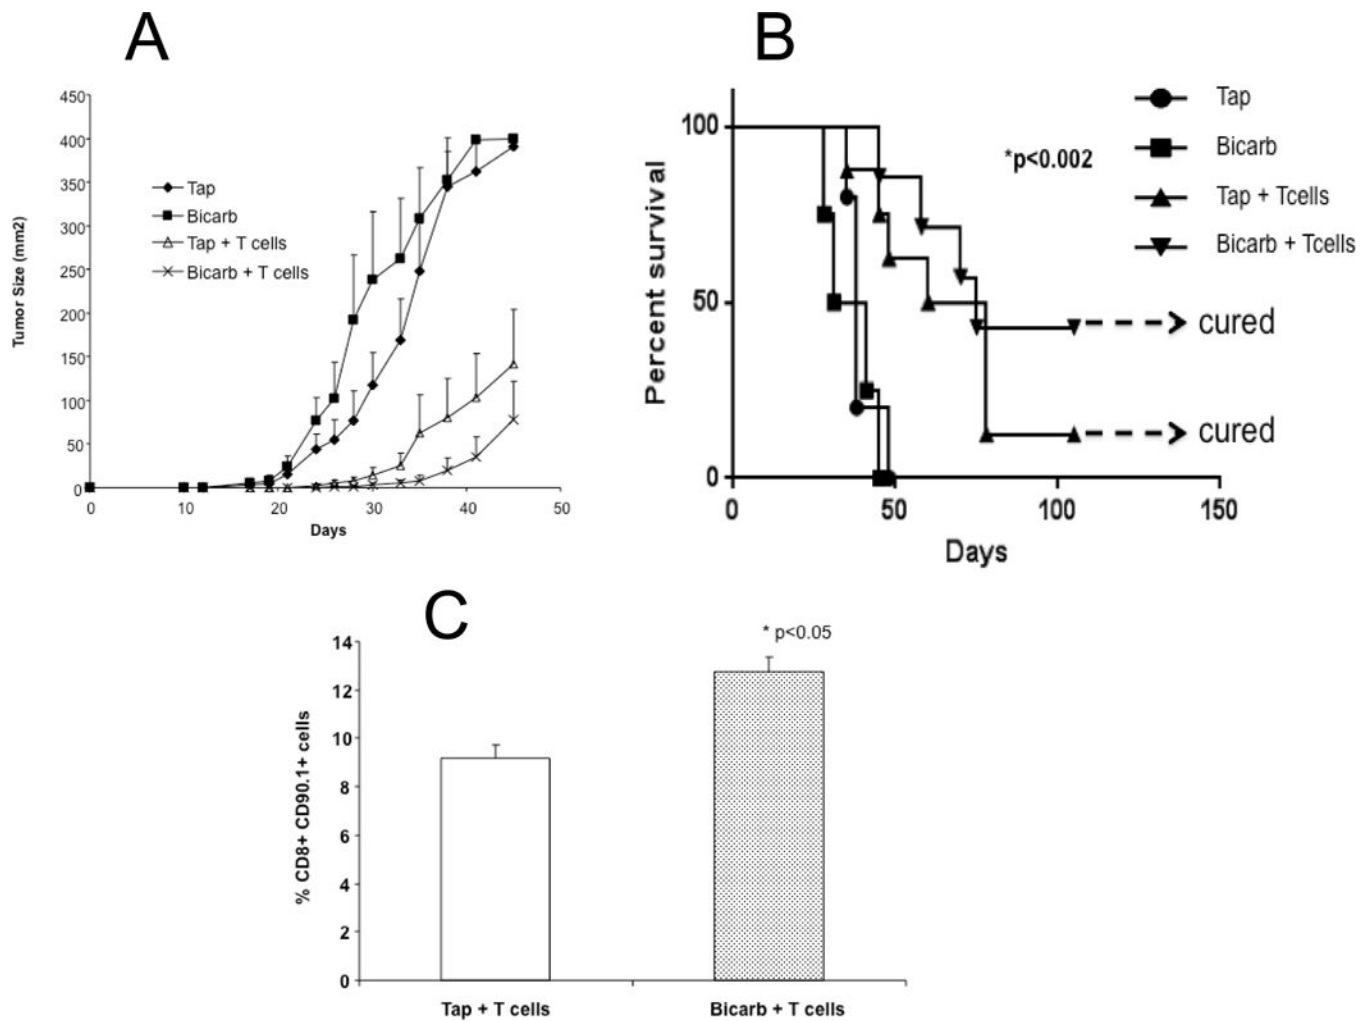 A
450
400
350
300
250
200
150
100
50
0
Tumor Size (mm2)
Tap
Bicarb
Tap + T cells
Bicarb + T cells
0 10 20 30 40 50
Days
B
100
50
0
Percent survival
*p<0.002
Tap
Bicarb
Tap + Tcells
Bicarb + Tcells
cured
cured
0 50 100 150
Days
C
14
12
10
8
6
4
2
0
% CD8+ CD90.1+ cells
* p<0.05
Tap + T cells Bicarb + T cells